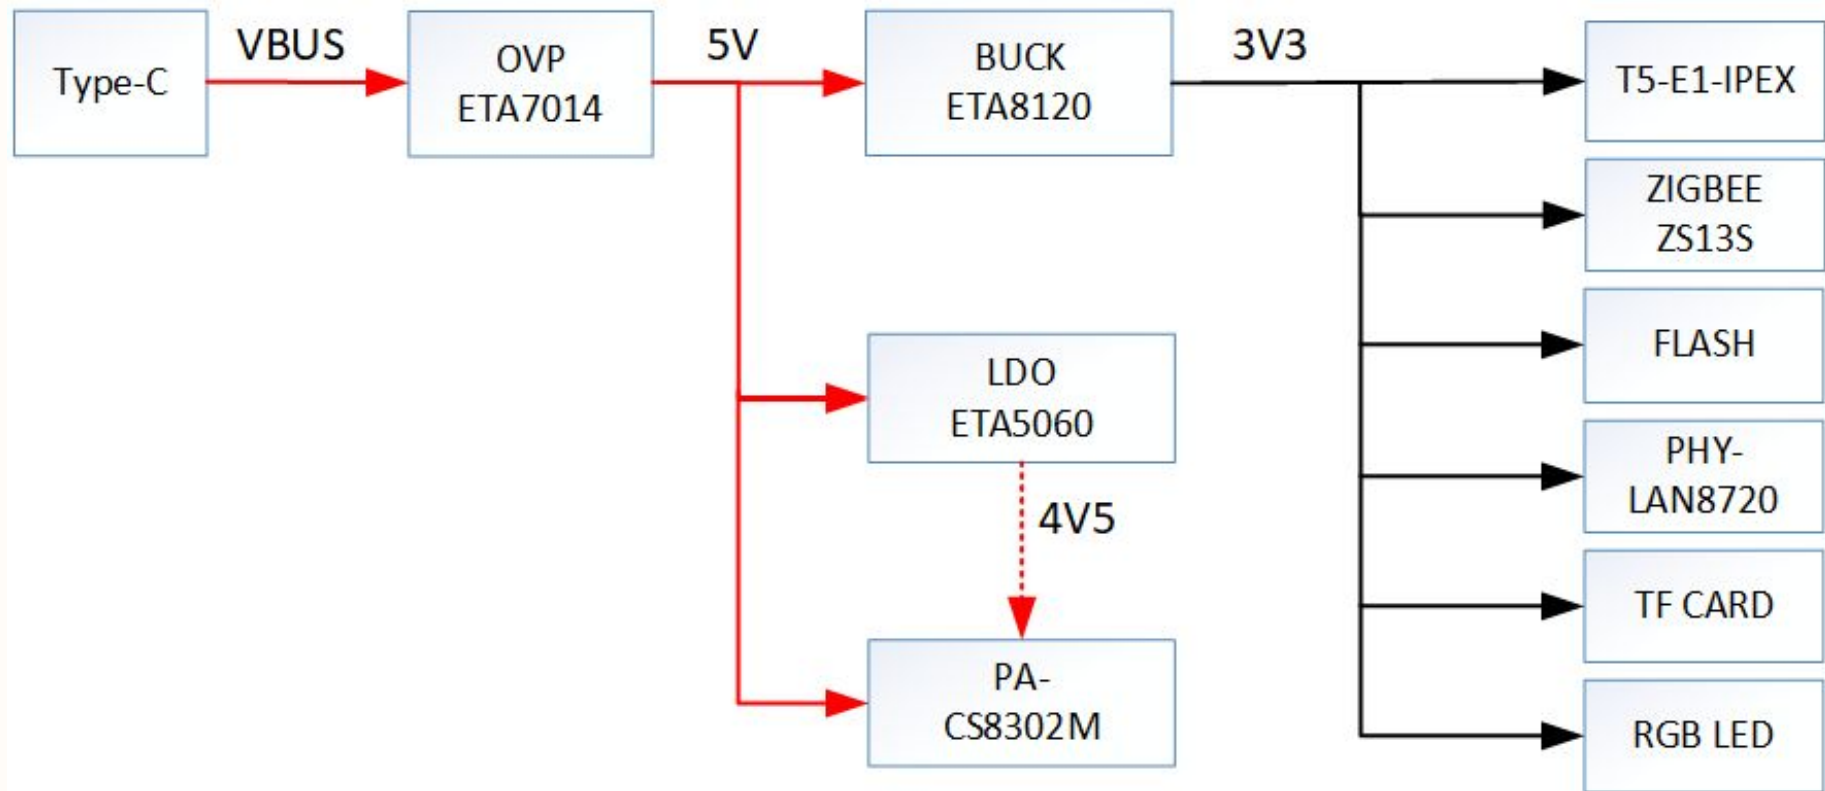 Type-C
VBUS
OVP
ETA7014
5V
BUCK
ETA8120
3V3
T5-E1-IPEX
ZIGBEE
ZS13S
FLASH
LDO
ETA5060
4V5
PHY-
LAN8720
TF CARD
PA-
CS8302M
RGB LED